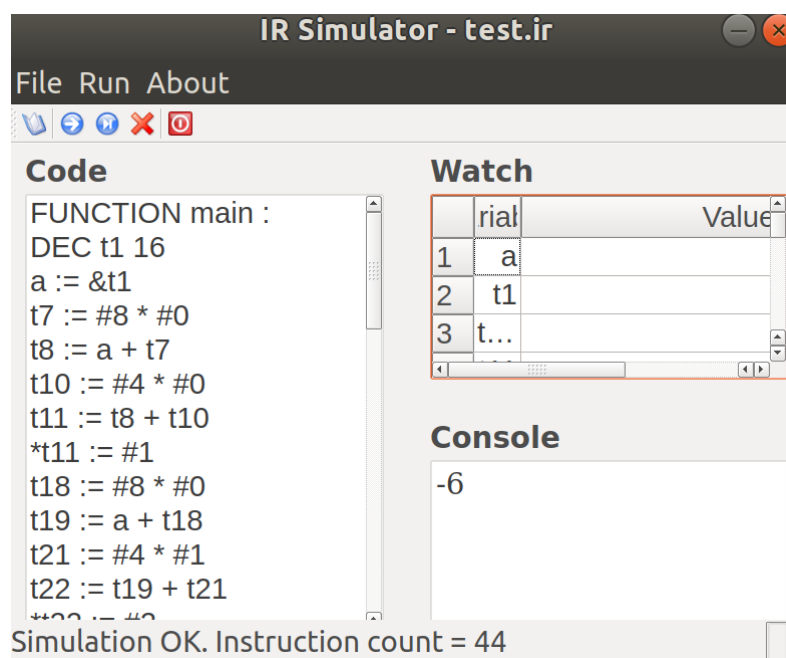 IR Simulator - test.ir
File Run About
Code
FUNCTION main :
DEC t1 16
a := &t1
t7 := #8 * #0
t8 := a + t7
t10 := #4 * #0
t11 := t8 + t10
*t11 := #1
t18 := #8 * #0
t19 := a + t18
t21 := #4 * #1
t22 := t19 + t21
Watch
Value
1 a
2 t1
3 t...
Console
-6
Simulation OK. Instruction count = 44